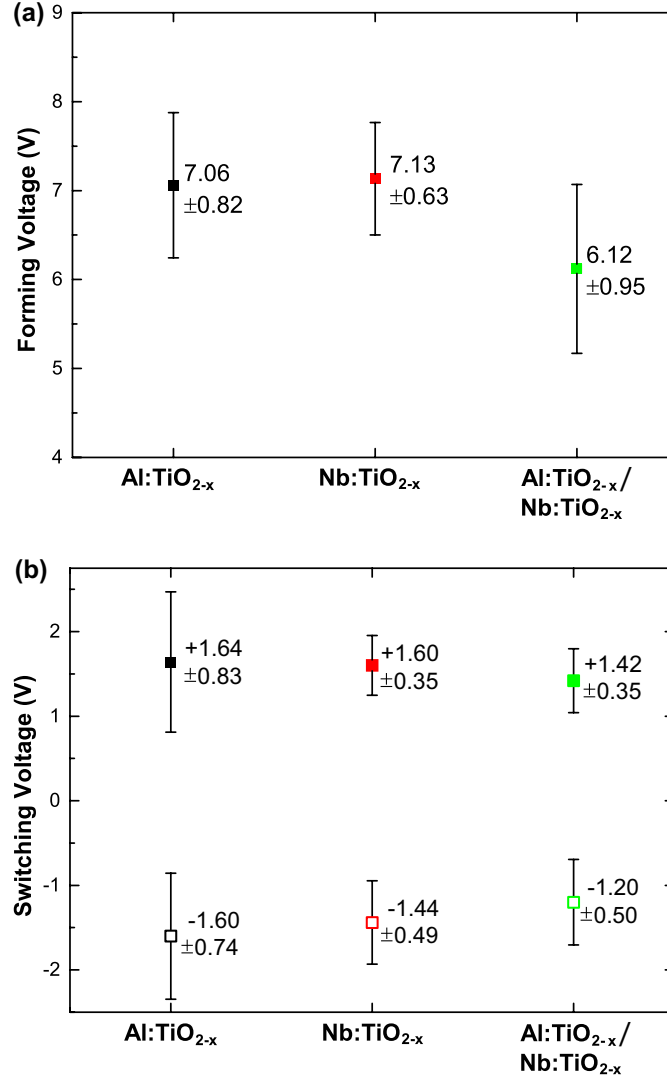 (a)
Forming Voltage (V)
9
8
7
6
5
4
7.06
±0.82
7.13
±0.63
6.12
±0.95
Al:TiO₂₋ₓ
Nb:TiO₂₋ₓ
Al:TiO₂₋ₓ/
Nb:TiO₂₋ₓ
(b)
Switching Voltage (V)
2
1
0
-1
-2
+1.64
±0.83
+1.60
±0.35
+1.42
±0.35
-1.60
±0.74
-1.44
±0.49
-1.20
±0.50
Al:TiO₂₋ₓ
Nb:TiO₂₋ₓ
Al:TiO₂₋ₓ/
Nb:TiO₂₋ₓ